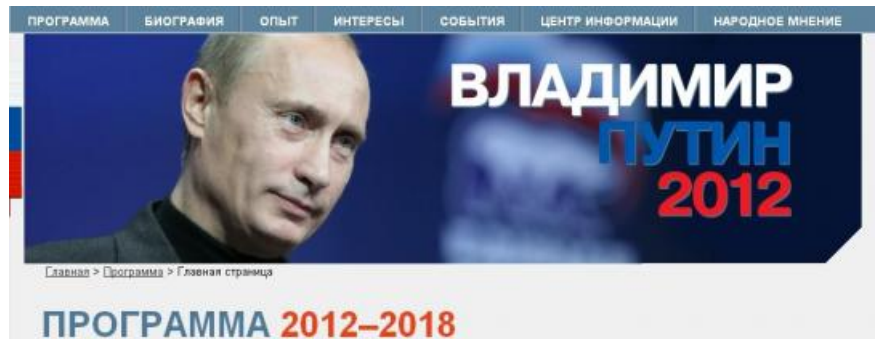 ПРОГРАММА БИОГРАФИЯ ОПЫТ ИНТЕРЕСЫ СОБЫТИЯ ЦЕНТР ИНФОРМАЦИИ НАРОДНОЕ МНЕНИЕ
ВЛАДИМИР
ПУТИН
2012
Главная > Программа > Главная страница
ПРОГРАММА 2012–2018